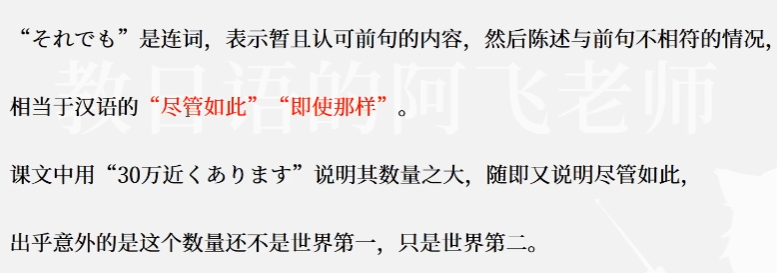 “それでも”是连词，表示暂且认可前句的内容，然后陈述与前句不相符的情况，
相当于汉语的“尽管如此”“即使那样”。
课文中用“30万近くあります”说明其数量之大，随即又说明尽管如此，
出乎意外的是这个数量还不是世界第一，只是世界第二。
教日语的阿飞老师